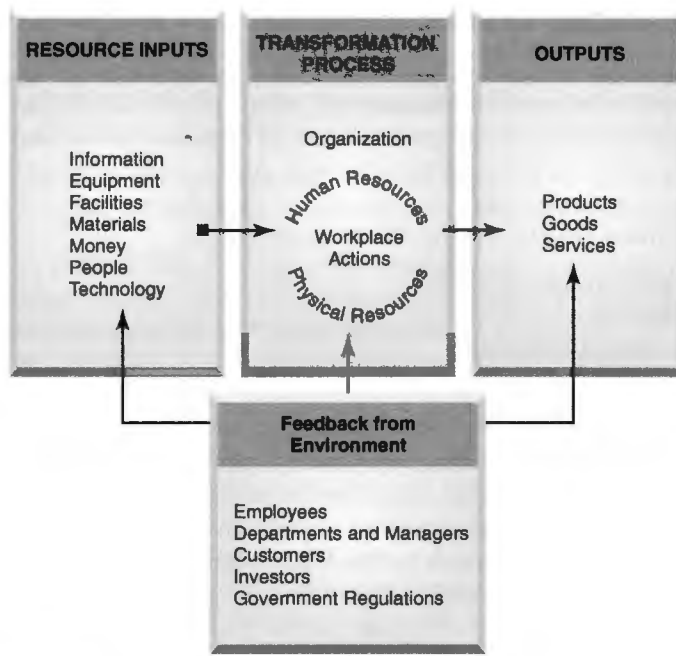 RESOURCE INPUTS
Information
Equipment
Facilities
Materials
Money
People
Technology
TRANSFORMATION
PROCESS
Organization
Human Resources
Workplace
Actions
Physical Resources
OUTPUTS
Products
Goods
Services
Feedback from
Environment
Employees
Departments and Managers
Customers
Investors
Government Regulations